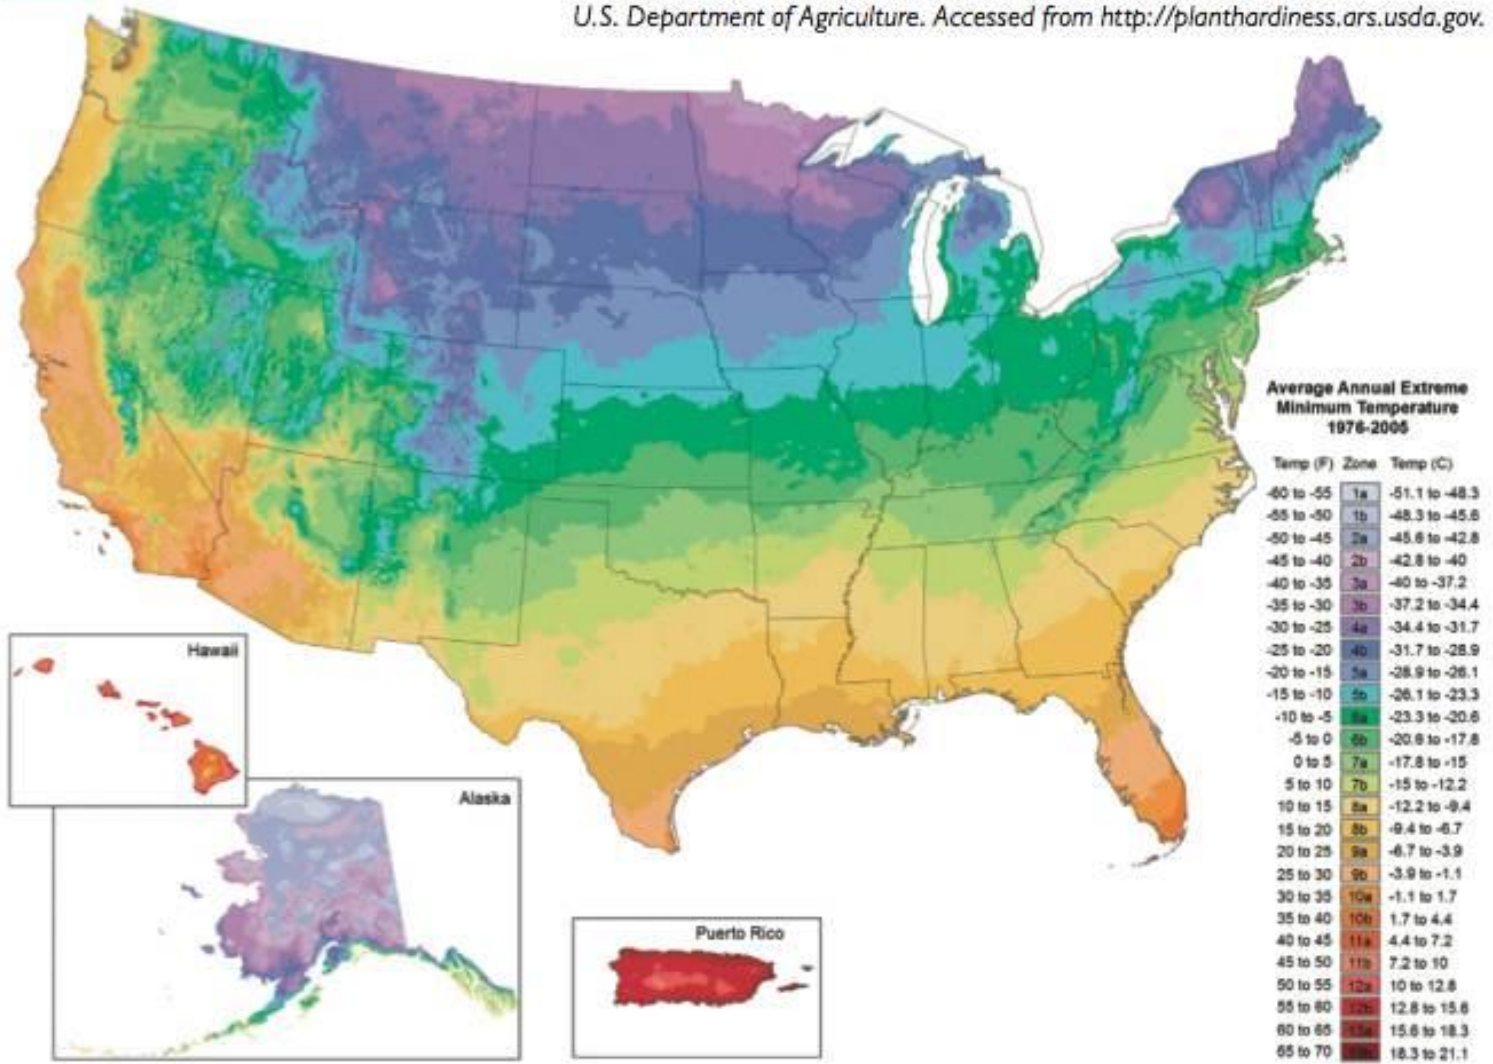 U.S. Department of Agriculture. Accessed from http://planthardiness.ars.usda.gov.
Average Annual Extreme
Minimum Temperature
1976-2005
Temp (F) Zone Temp (C)
-60 to -55 1a -51.1 to -48.3
-55 to -50 1b -48.3 to -45.6
-50 to -45 2a -45.6 to -42.8
-45 to -40 2b -42.8 to -40
-40 to -35 3a -40 to -37.2
-35 to -30 3b -37.2 to -34.4
-30 to -25 4a -34.4 to -31.7
-25 to -20 4b -31.7 to -28.9
-20 to -15 5a -28.9 to -26.1
-15 to -10 5b -26.1 to -23.3
-10 to -5 6a -23.3 to -20.6
-5 to 0 6b -20.6 to -17.8
0 to 5 7a -17.8 to -15
5 to 10 7b -15 to -12.2
10 to 15 8a -12.2 to -9.4
15 to 20 8b -9.4 to -6.7
20 to 25 9a -6.7 to -3.9
25 to 30 9b -3.9 to -1.1
30 to 35 10a -1.1 to 1.7
35 to 40 10b 1.7 to 4.4
40 to 45 11a 4.4 to 7.2
45 to 50 11b 7.2 to 10
50 to 55 12a 10 to 12.8
55 to 60 12b 12.8 to 15.6
60 to 65 13a 15.6 to 18.3
65 to 70 13b 18.3 to 21.1
Hawaii
Alaska
Puerto Rico